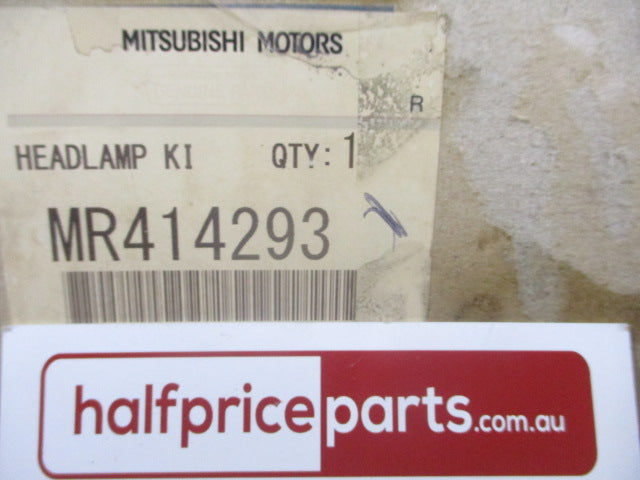 MITSUBISHI MOTORS
R
HEADLAMP KI QTY: 1
MR414293
halfpriceparts.com.au